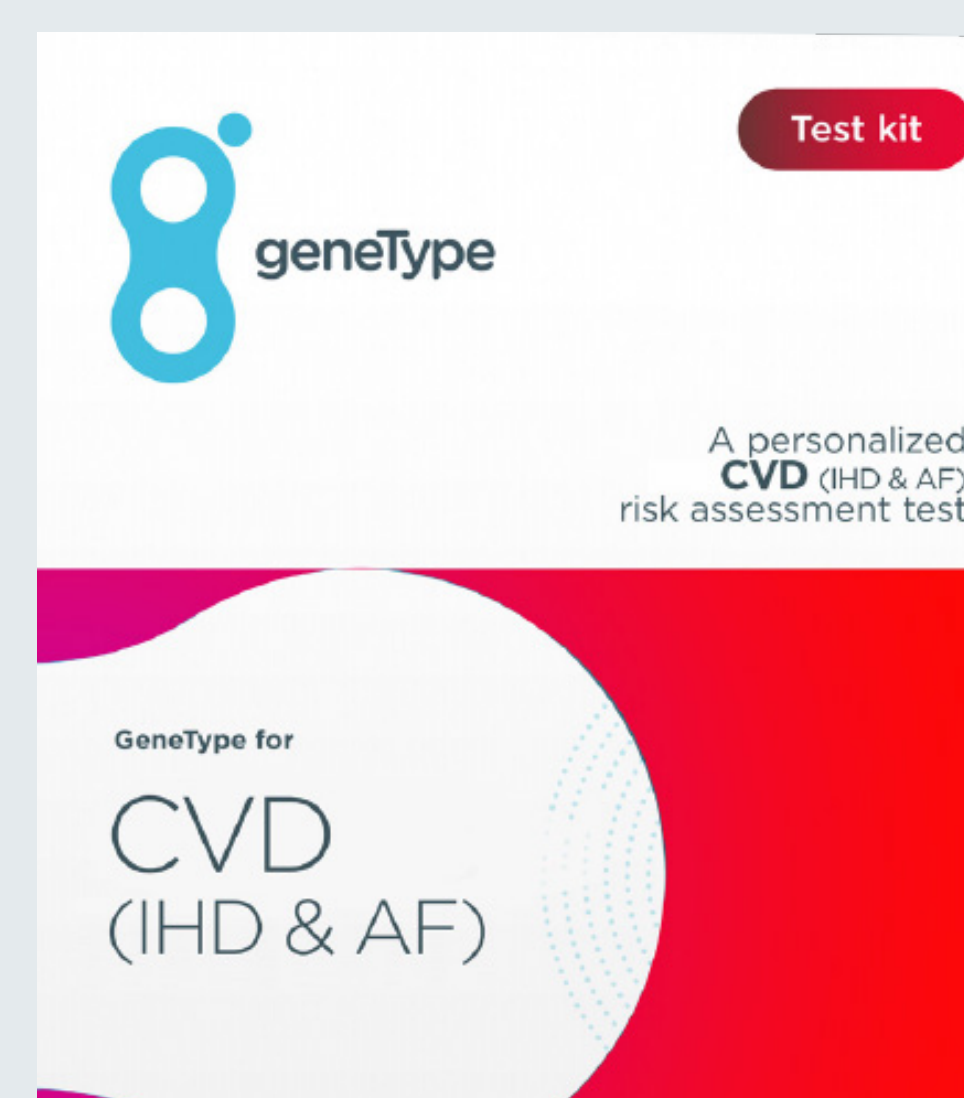 Test kit
geneType
A personalized
CVD (IHD & AF)
risk assessment test
GeneType for
CVD
(IHD & AF)